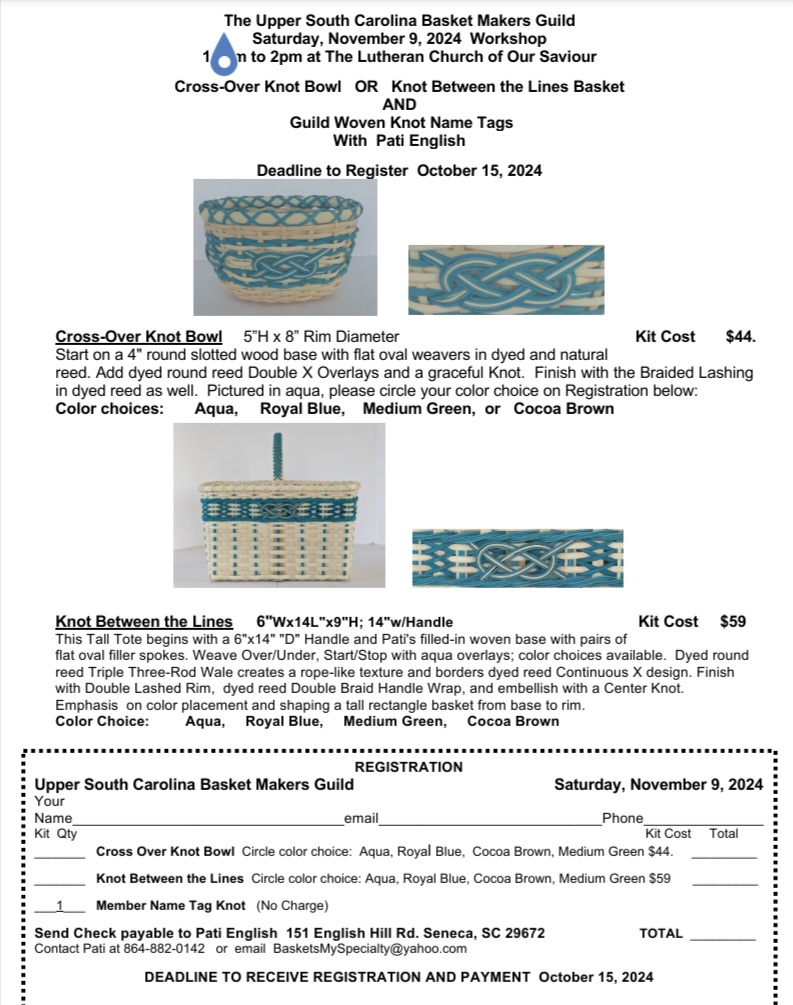 The Upper South Carolina Basket Makers Guild
Saturday, November 9, 2024 Workshop
to 2pm at The Lutheran Church of Our Saviour
Cross-Over Knot Bowl OR Knot Between the Lines Basket
AND
Guild Woven Knot Name Tags
With Pati English
Deadline to Register October 15, 2024
Cross-Over Knot Bowl 5”H x 8” Rim Diameter Kit Cost $44.
Start on a 4" round slotted wood base with flat oval weavers in dyed and natural
reed. Add dyed round reed Double X Overlays and a graceful Knot. Finish with the Braided Lashing
in dyed reed as well. Pictured in aqua, please circle your color choice on Registration below:
Color choices: Aqua, Royal Blue, Medium Green, or Cocoa Brown
Knot Between the Lines 6"Wx14L"x9"H; 14"w/Handle Kit Cost $59
This Tall Tote begins with a 6"x14" "D" Handle and Pati's filled-in woven base with pairs of
flat oval filler spokes. Weave Over/Under, Start/Stop with aqua overlays; color choices available. Dyed round
reed Triple Three-Rod Wale creates a rope-like texture and borders dyed reed Continuous X design. Finish
with Double Lashed Rim, dyed reed Double Braid Handle Wrap, and embellish with a Center Knot.
Emphasis on color placement and shaping a tall rectangle basket from base to rim.
Color Choice: Aqua, Royal Blue, Medium Green, Cocoa Brown
REGISTRATION
Upper South Carolina Basket Makers Guild Saturday, November 9, 2024
Your
Name____________________email____________________Phone____________
Kit Qty Kit Cost Total
_______ Cross Over Knot Bowl Circle color choice: Aqua, Royal Blue, Cocoa Brown, Medium Green $44. _________
_______ Knot Between the Lines Circle color choice: Aqua, Royal Blue, Cocoa Brown, Medium Green $59 _________
___1___ Member Name Tag Knot (No Charge)
Send Check payable to Pati English 151 English Hill Rd. Seneca, SC 29672 TOTAL _________
Contact Pati at 864-882-0142 or email BasketsMySpecialty@yahoo.com
DEADLINE TO RECEIVE REGISTRATION AND PAYMENT October 15, 2024